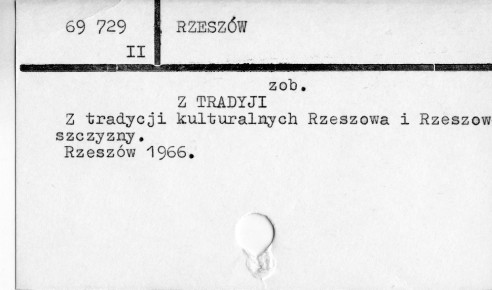 69 729 RZESZÓW
II
zob.
Z TRADYJI
Z tradycji kulturalnych Rzeszowa i Rzeszow
szczyzny.
Rzeszów 1966.